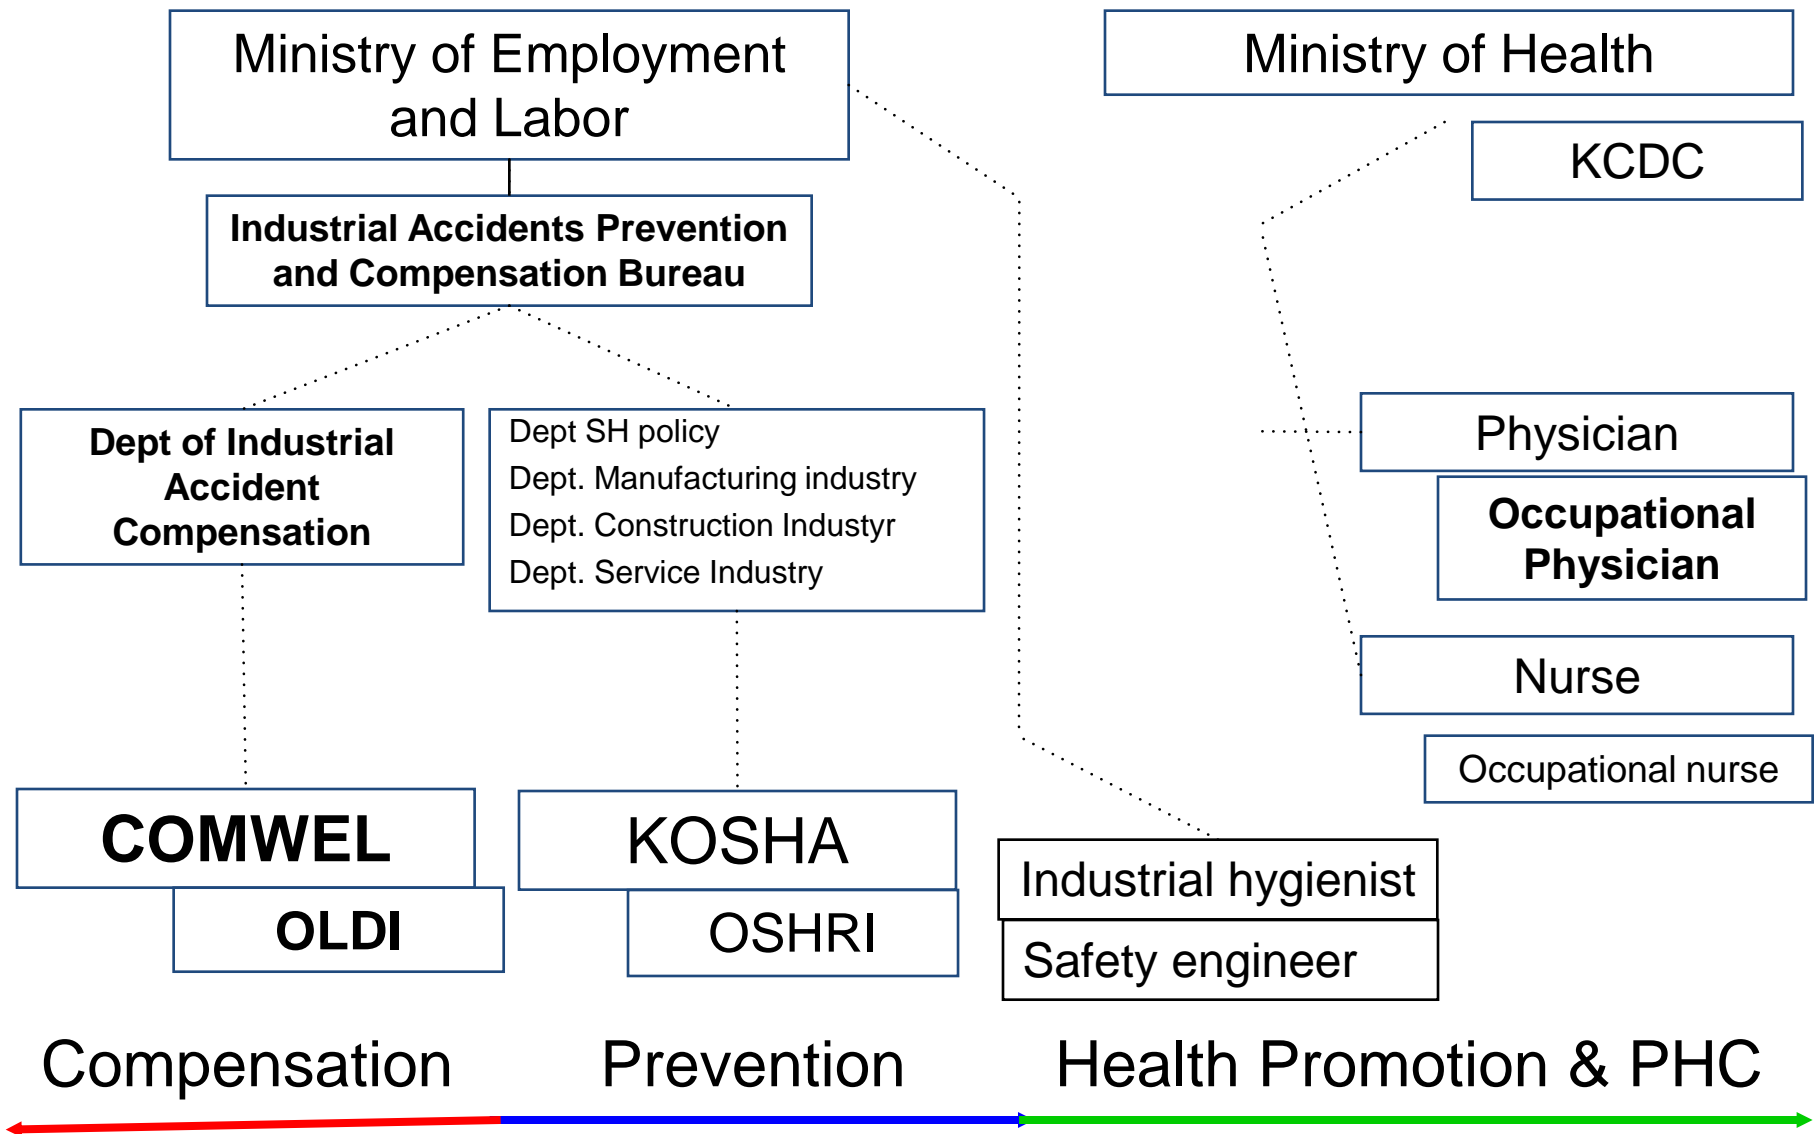 Ministry of Employment
and Labor
Ministry of Health
KCDC
Industrial Accidents Prevention
and Compensation Bureau
Dept of Industrial
Accident
Compensation
Dept SH policy
Dept. Manufacturing industry
Dept. Construction Industyr
Dept. Service Industry
Physician
Occupational
Physician
Nurse
Occupational nurse
COMWEL
OLDI
KOSHA
OSHRI
Industrial hygienist
Safety engineer
Compensation
Prevention
Health Promotion & PHC